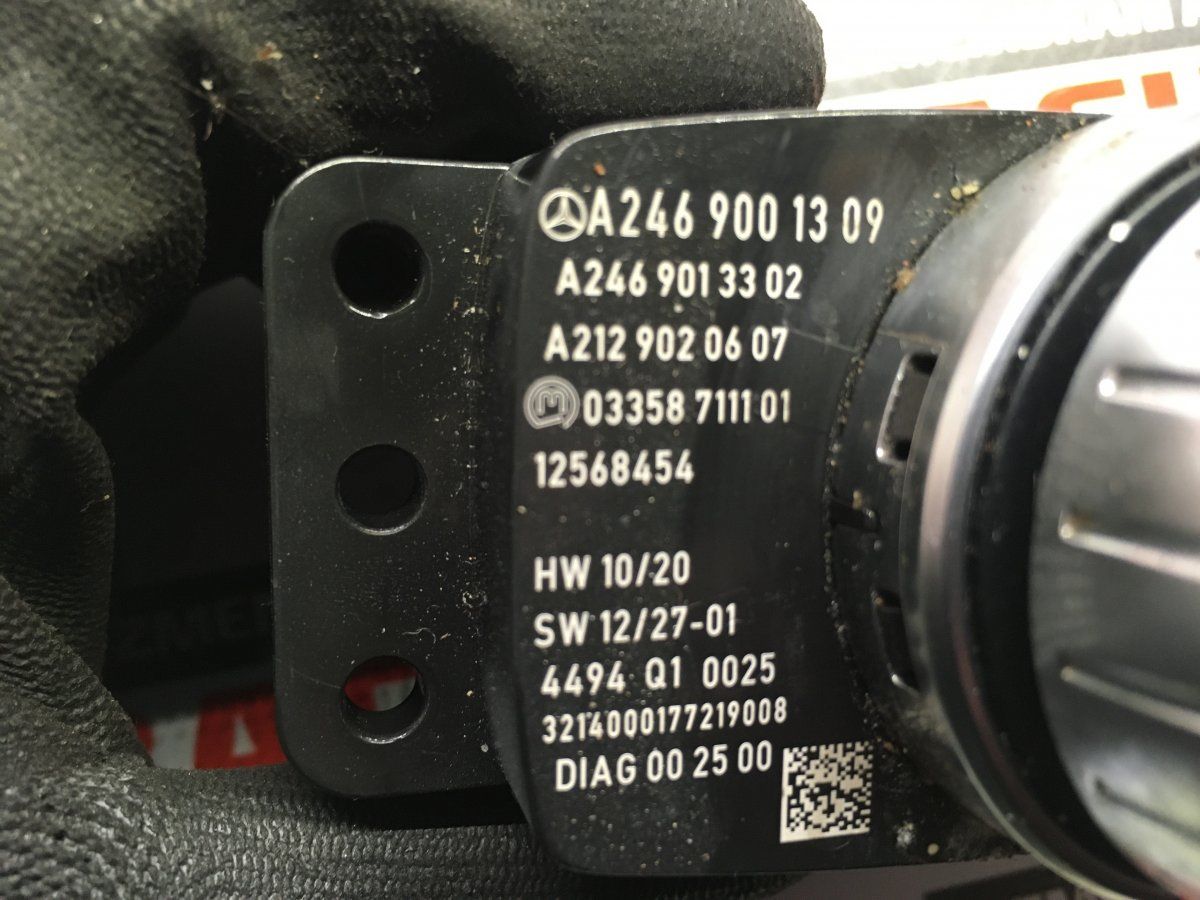 A246 900 13 09
A246 901 33 02
A212 902 06 07
03358 7111 01
12568454
HW 10/20
SW 12/27-01
4494 Q1 0025
3214000177219008
DIAG 00 25 00